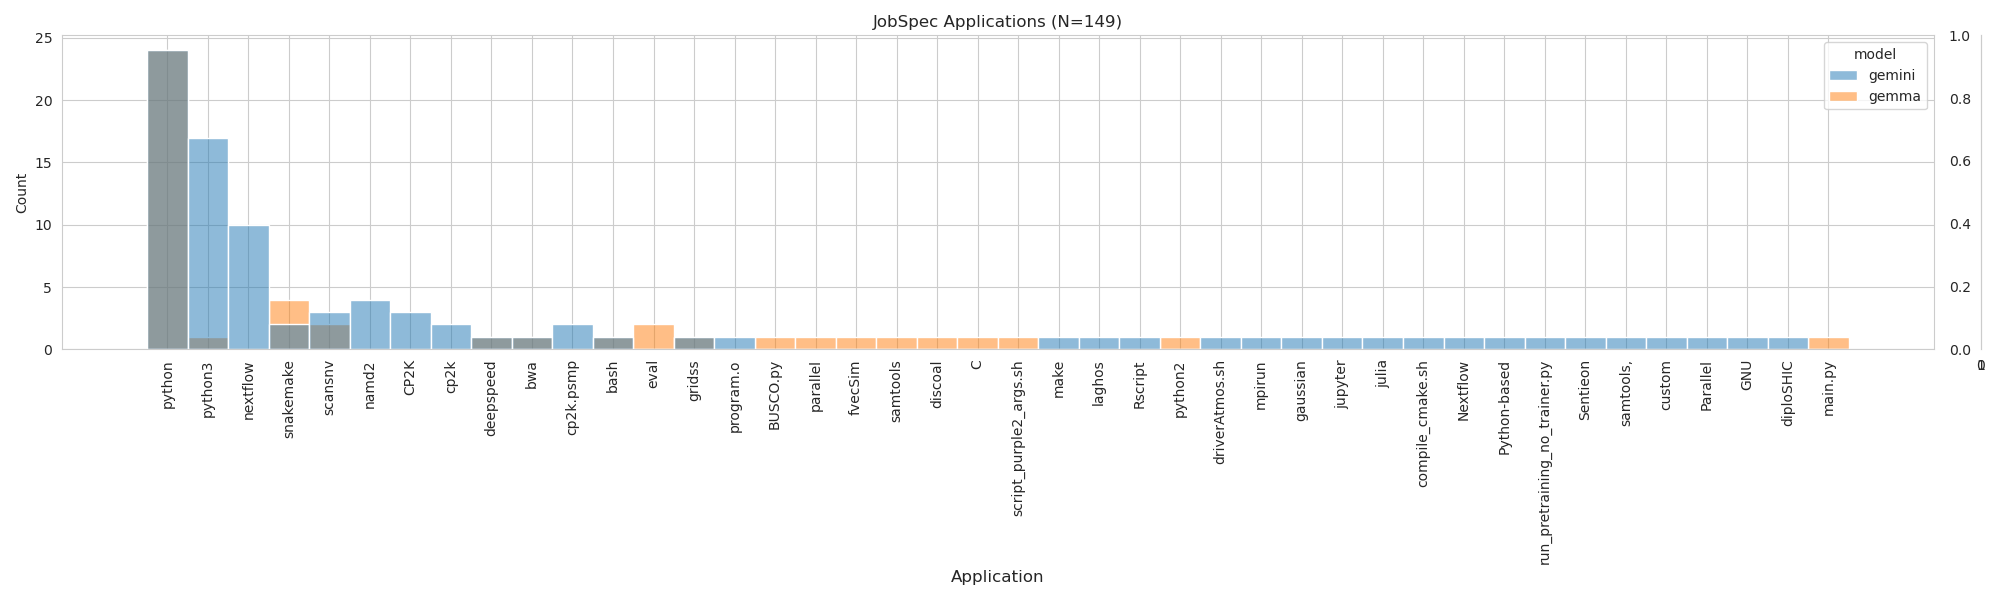 JobSpec Applications (N=149)
25
20
15
10
5
0
Count
1.0
0.8
0.6
0.4
0.2
0.0
model
gemini
gemma
python
python3
nextflow
snakemake
scansnv
namd2
CP2K
cp2k
deepspeed
bwa
cp2k.psmp
bash
eval
gridss
program.o
BUSCO.py
parallel
fvecSim
samtools
discoal
C
script_purple2_args.sh
make
laghos
Rscript
python2
driverAtmos.sh
mpirun
gaussian
jupyter
julia
compile_cmake.sh
Nextflow
Python-based
run_pretraining_no_trainer.py
Sentieon
samtools,
custom
Parallel
GNU
diploSHIC
main.py
Application